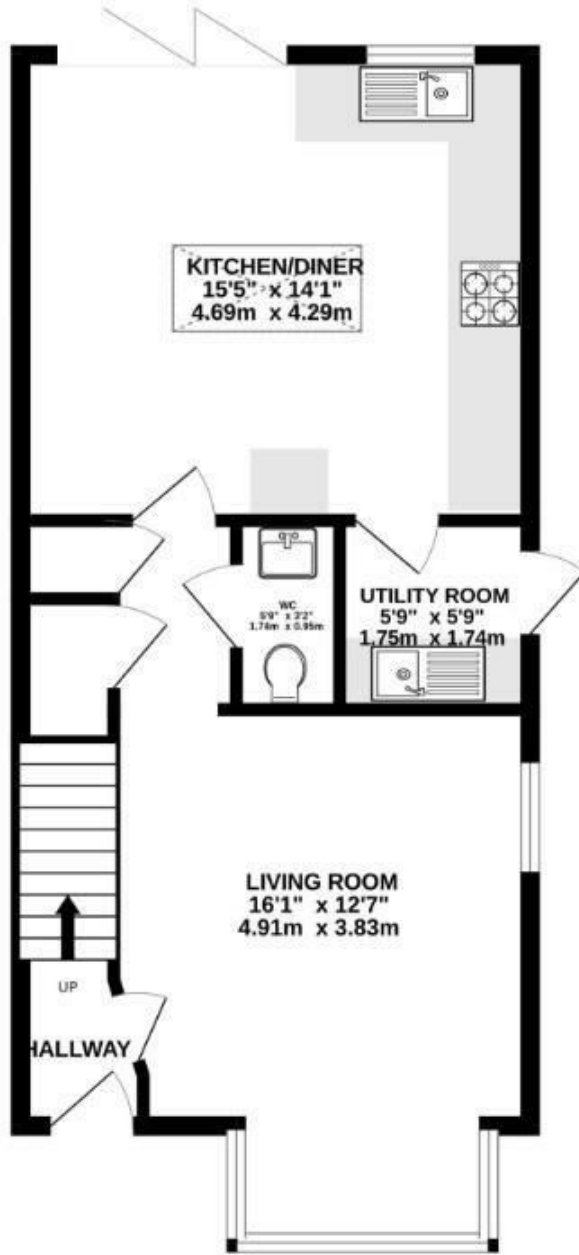 KITCHEN/DINER
15'5" x 14'1"
4.69m x 4.29m
WC
5'9" x 3'2"
1.74m x 0.95m
UTILITY ROOM
5'9" x 5'9"
1.75m x 1.74m
LIVING ROOM
16'1" x 12'7"
4.91m x 3.83m
UP
HALLWAY